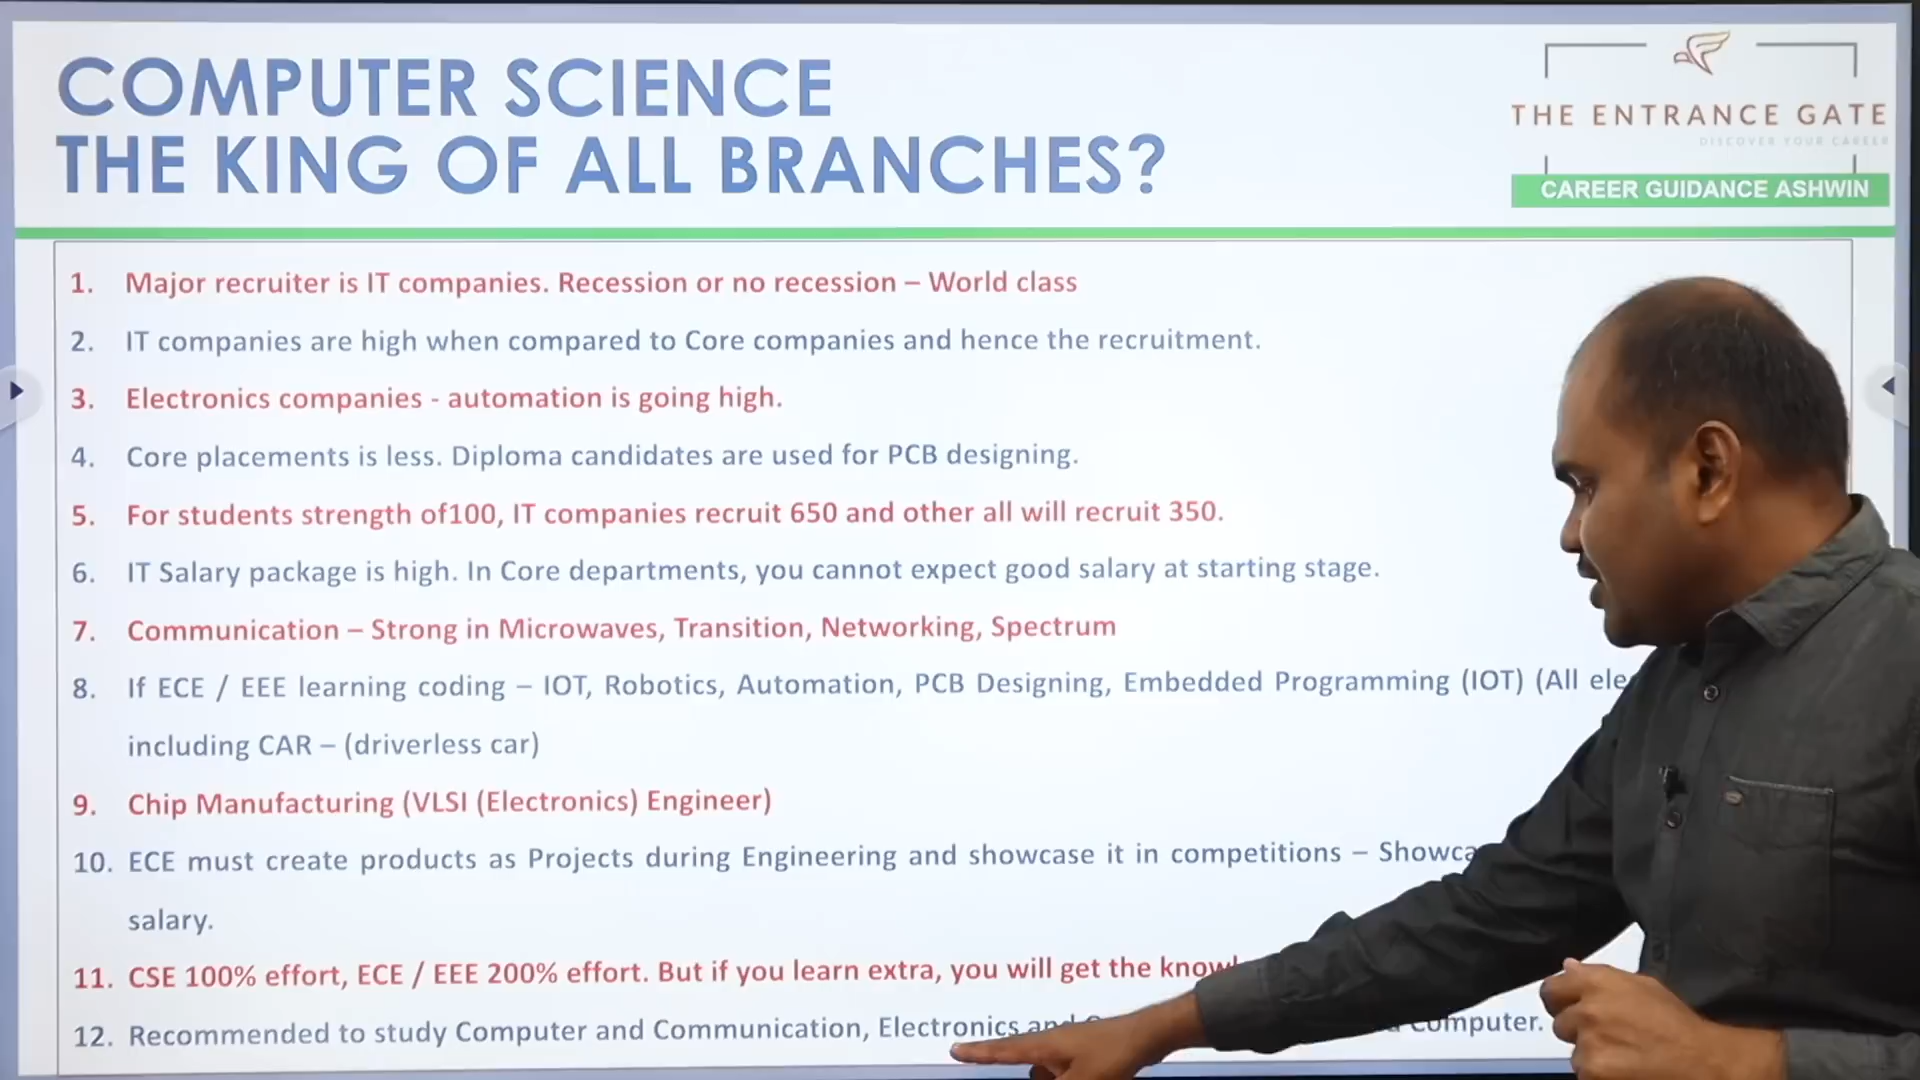 COMPUTER SCIENCE
THE KING OF ALL BRANCHES?
THE ENTRANCE GATE
DISCOVER YOUR CAREER
CAREER GUIDANCE ASHWIN
1. Major recruiter is IT companies. Recession or no recession – World class
2. IT companies are high when compared to Core companies and hence the recruitment.
3. Electronics companies - automation is going high.
4. Core placements is less. Diploma candidates are used for PCB designing.
5. For students strength of100, IT companies recruit 650 and other all will recruit 350.
6. IT Salary package is high. In Core departments, you cannot expect good salary at starting stage.
7. Communication – Strong in Microwaves, Transition, Networking, Spectrum
8. If ECE / EEE learning coding – IOT, Robotics, Automation, PCB Designing, Embedded Programming (IOT) (All
including CAR – (driverless car)
9. Chip Manufacturing (VLSI (Electronics) Engineer)
10. ECE must create products as Projects during Engineering and showcase it in competitions –
salary.
11. CSE 100% effort, ECE / EEE 200% effort. But if you learn extra, you will get the
12. Recommended to study Computer and Communication, Electronics and Computer.